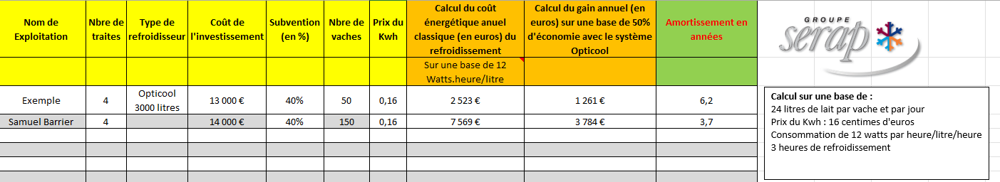 Nom de Exploitation
Nbre de traites
Type de refroidisseur
Coût de l'investissement
Subvention (en %)
Nbre de vaches
Prix du Kwh
Calcul du coût énergétique anuel classique (en euros) du refroidissement
Calcul du gain annuel (en euros) sur une base de 50% d'économie avec le système Opticool
Amortissement en années
Sur une base de 12 Watts.heure/litre
Exemple 4 Opticool 3000 litres 13 000 € 40% 50 0,16 2 523 € 1 261 € 6,2
Samuel Barrier 4 14 000 € 40% 150 0,16 7 569 € 3 784 € 3,7
GROUPE
serap
Calcul sur une base de :
24 litres de lait par vache et par jour
Prix du Kwh : 16 centimes d'euros
Consommation de 12 watts par heure/litre/heure
3 heures de refroidissement